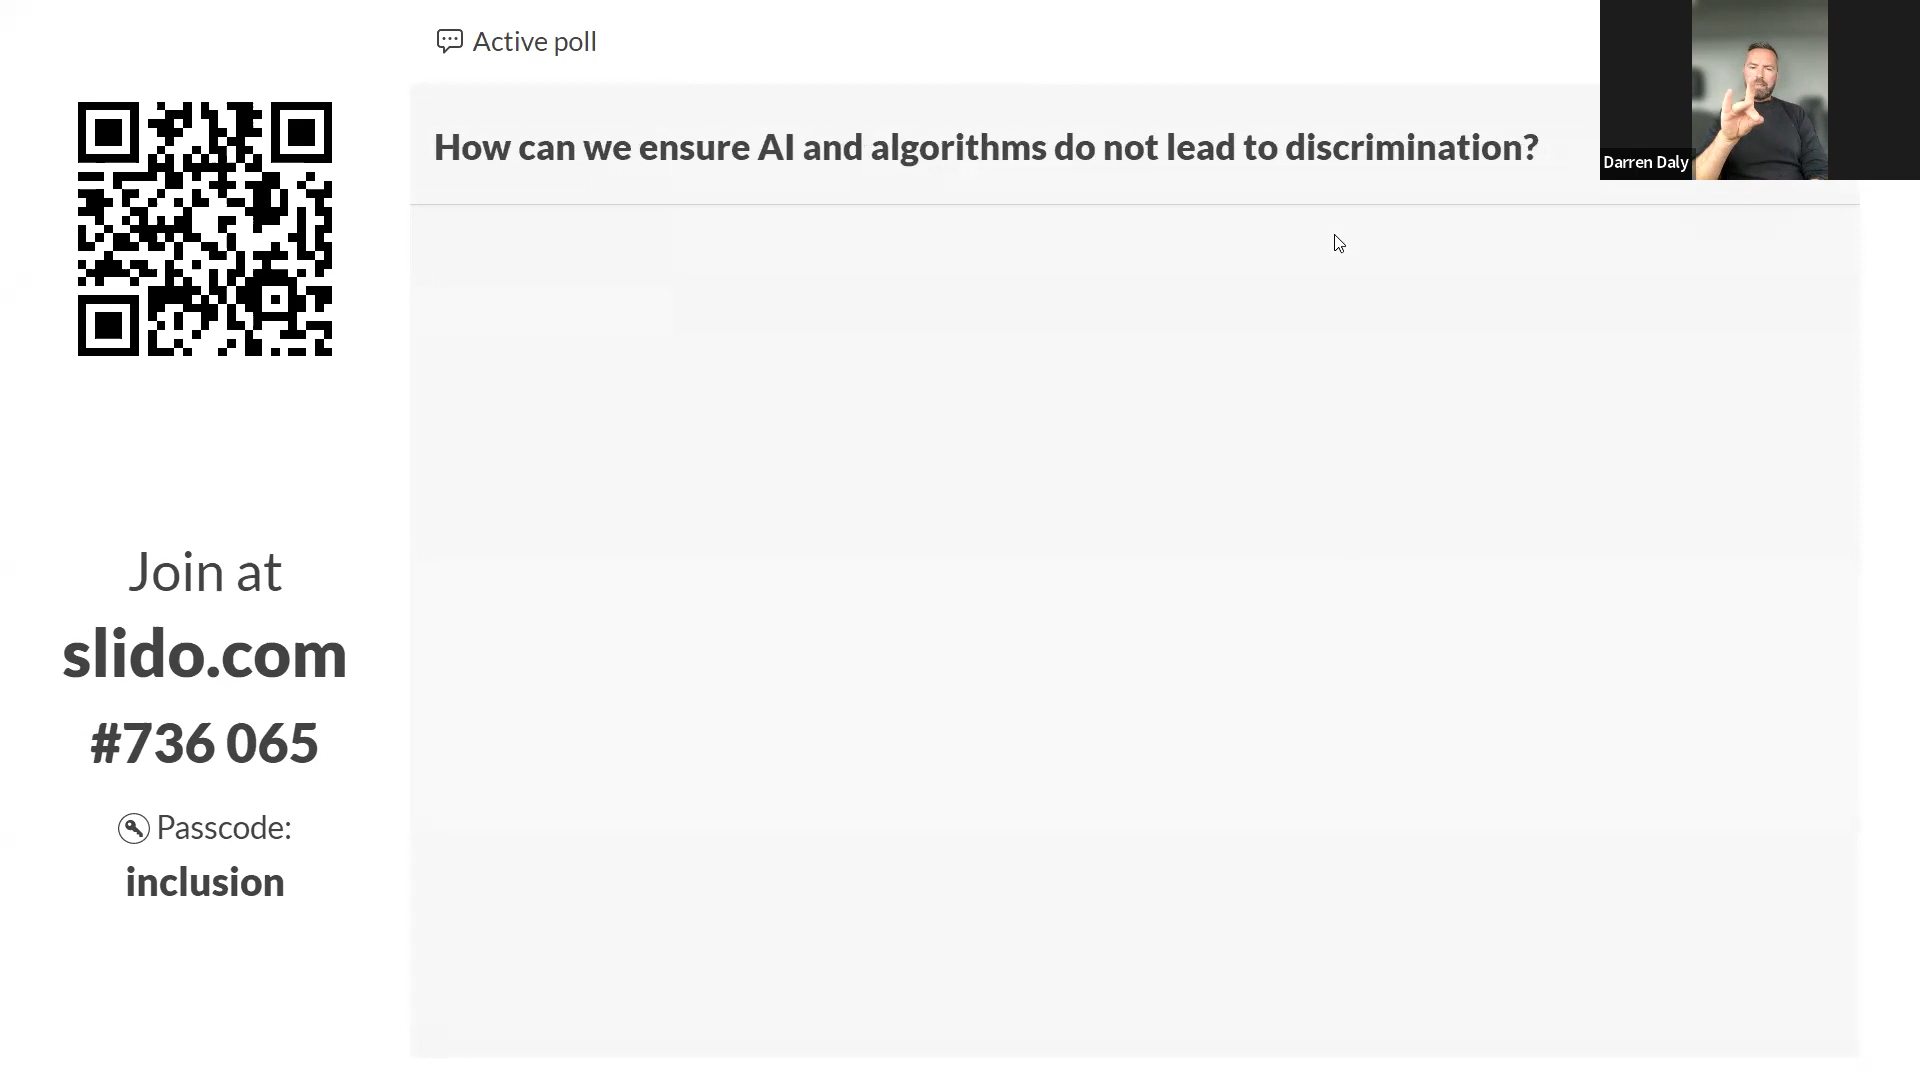 Active poll
How can we ensure AI and algorithms do not lead to discrimination?
Darren Daly
Join at
slido.com
#736 065
Passcode:
inclusion